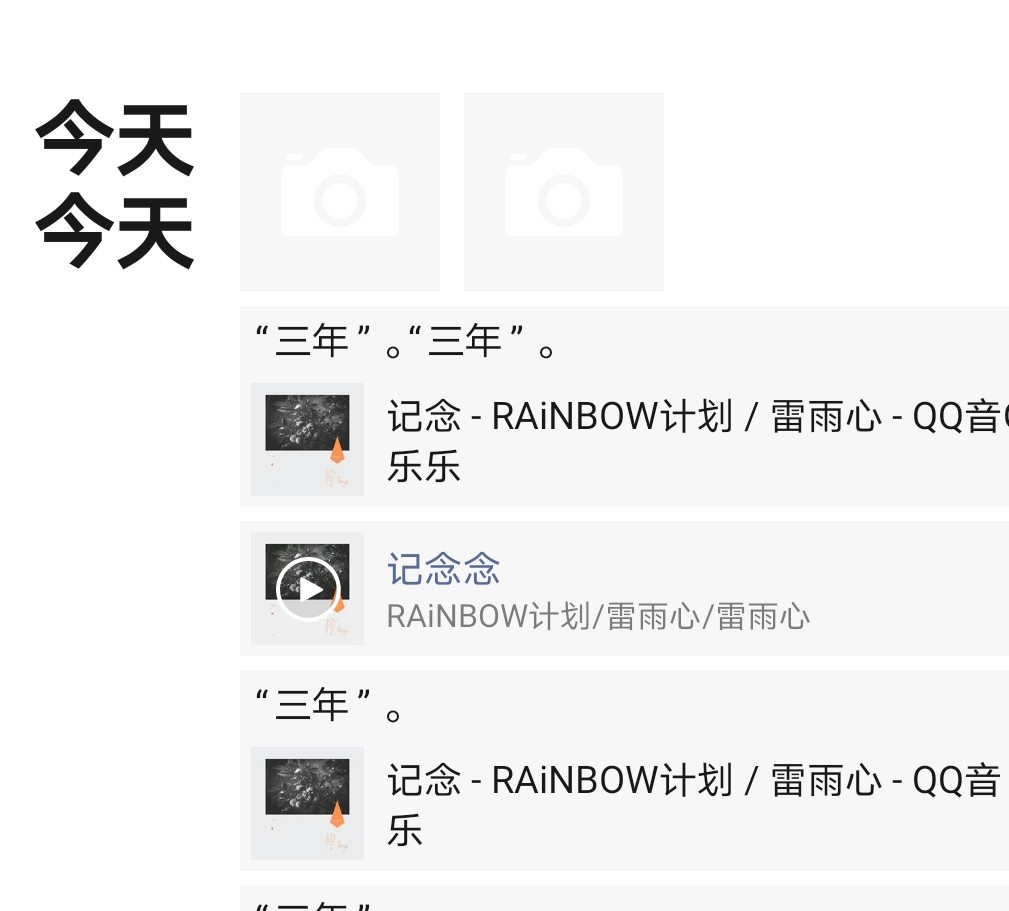 今天
今天
“三年”。“三年”。
记念 - RAiNBOW计划 / 雷雨心 - QQ音
乐乐
记念念
RAiNBOW计划/雷雨心/雷雨心
“三年”。
记念 - RAiNBOW计划 / 雷雨心 - QQ音
乐